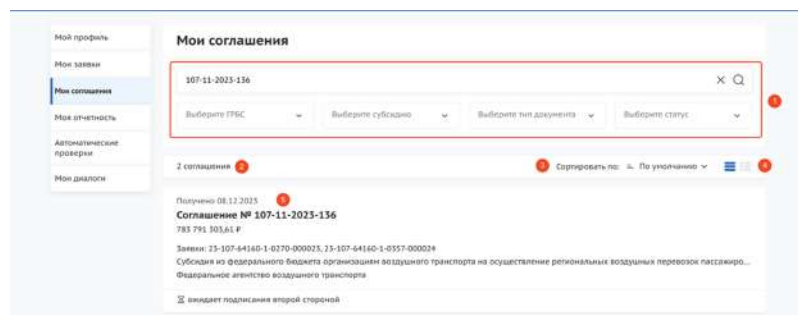 Мой профиль
Мои заявки
Мои соглашения
Моя отчетность
Автоматические
проверки
Мои диалоги
Мои соглашения
107-11-2023-136
Выберите ГРБС
Выберите субсидию
Выберите тип документа
Выберите статус
1
2 соглашения 2
3 Сортировать по: По умолчанию 4
Получено 08.12.2023 5
Соглашение № 107-11-2023-136
783 791 303,61 ₽
Заявки: 23-107-64160-1-0270-000023, 23-107-64160-1-0357-000024
Субсидия из федерального бюджета организациям воздушного транспорта на осуществление региональных воздушных перевозок пассажиро...
Федеральное агентство воздушного транспорта
ожидает подписания второй стороной